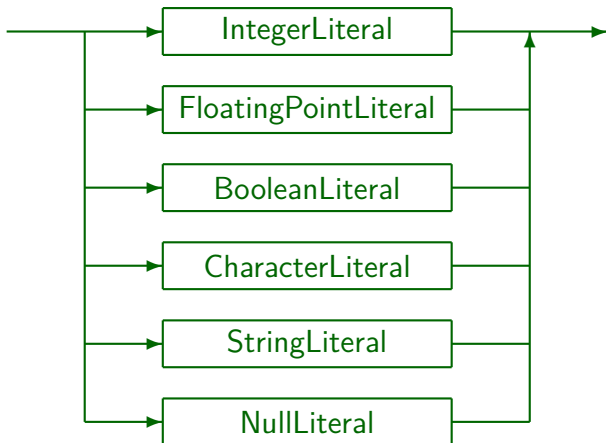 IntegerLiteral
FloatingPointLiteral
BooleanLiteral
CharacterLiteral
StringLiteral
NullLiteral